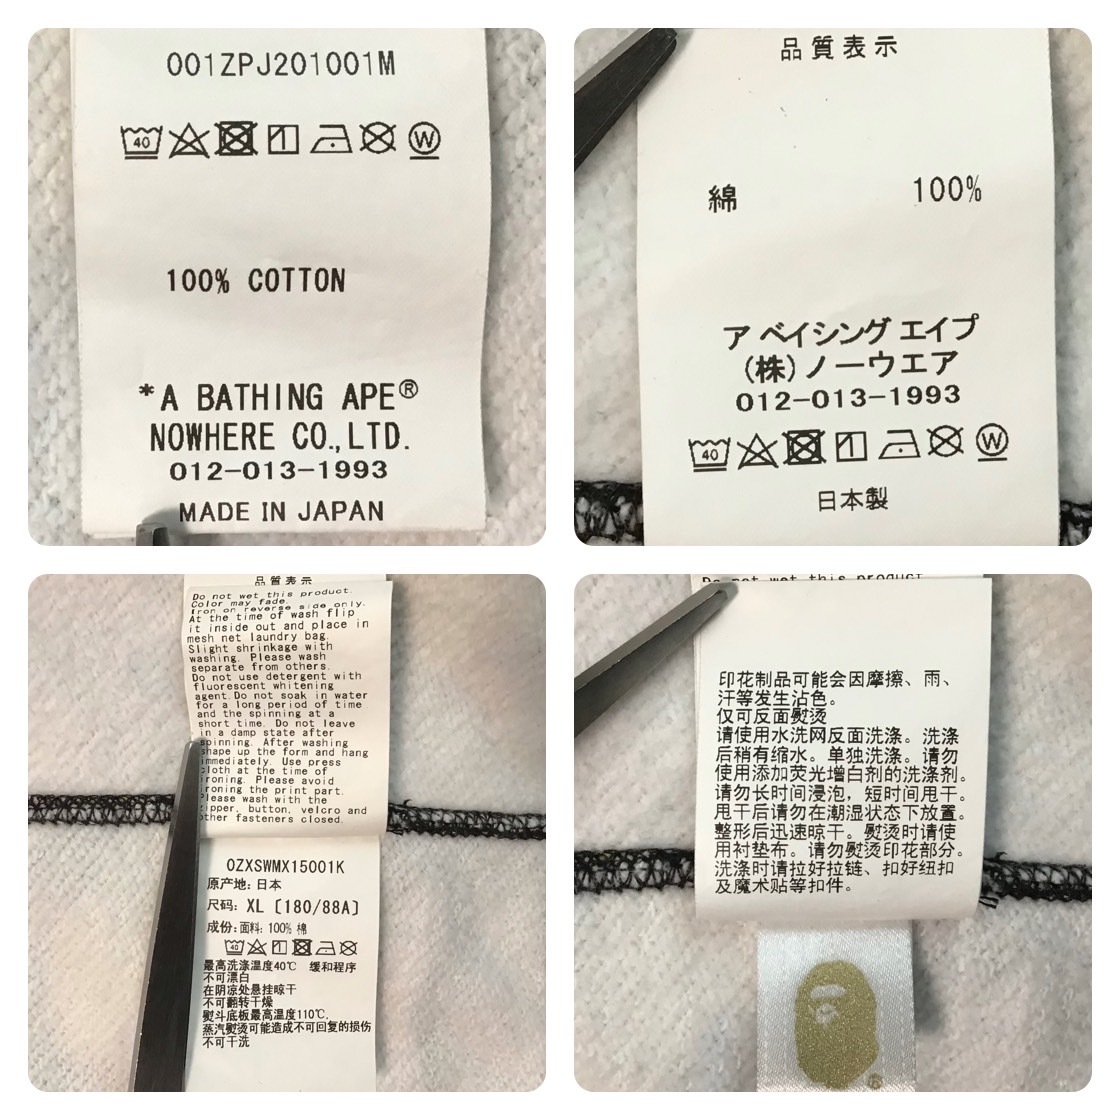 001ZPJ201001M
40
W
100% COTTON
*A BATHING APE®
NOWHERE CO.,LTD.
012-013-1993
MADE IN JAPAN
品質表示
綿 100%
ア ベイシング エイプ
(株)ノーウエア
012-013-1993
40
W
日本製
品質表示
Do not wet this product.
Color may fade.
Iron on reverse side only.
At the time of wash flip
it inside out and place in
mesh net laundry bag.
Slight shrinkage with
washing. Please wash
separate from others.
Do not use detergent with
fluorescent whitening
agent.Do not soak in water
for a long period of time
and the spinning at a
short time. Do not leave
in a damp state after
spinning. After washing
shape up the form and hang
immediately. Use press
cloth at the time of
ironing. Please avoid
ironing the print part.
Please wash with the
zipper, button, velcro and
other fasteners closed.
0ZXSWMX15001K
原产地: 日本
尺码: XL [180/88A]
成份: 面料: 100% 棉
40
最高洗涤温度40℃ 缓和程序
不可漂白
在阴凉处悬挂晾干
不可翻转干燥
熨斗底板最高温度110℃.
蒸汽熨烫可能造成不可回复的损伤
不可干洗
Do not wet this product
印花制品可能会因摩擦、雨、
汗等发生沾色。
仅可反面熨烫
请使用水洗网反面洗涤。洗涤
后稍有缩水。单独洗涤。请勿
使用添加荧光增白剂的洗涤剂。
请勿长时间浸泡，短时间甩干。
甩干后请勿在潮湿状态下放置。
整形后迅速晾干。熨烫时请使
用衬垫布。请勿熨烫印花部分。
洗涤时请拉好拉链、扣好纽扣
及魔术贴等扣件。
®